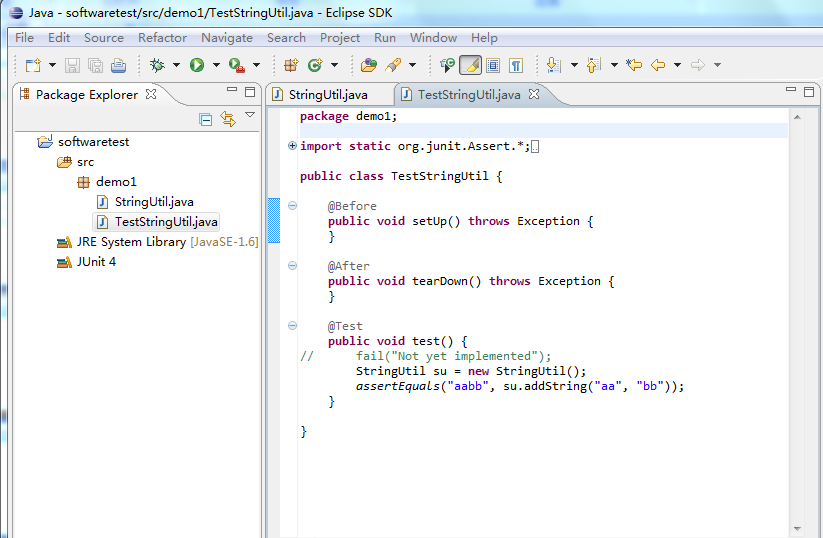 Java - softwaretest/src/demo1/TestStringUtil.java - Eclipse SDK
File Edit Source Refactor Navigate Search Project Run Window Help
Package Explorer
softwaretest
src
demo1
StringUtil.java
TestStringUtil.java
JRE System Library [JavaSE-1.6]
JUnit 4
StringUtil.java TestStringUtil.java
package demo1;
import static org.junit.Assert.*;
public class TestStringUtil {
@Before
public void setUp() throws Exception {
}
@After
public void tearDown() throws Exception {
}
@Test
public void test() {
// fail("Not yet implemented");
StringUtil su = new StringUtil();
assertEquals("aabb", su.addString("aa", "bb"));
}
}